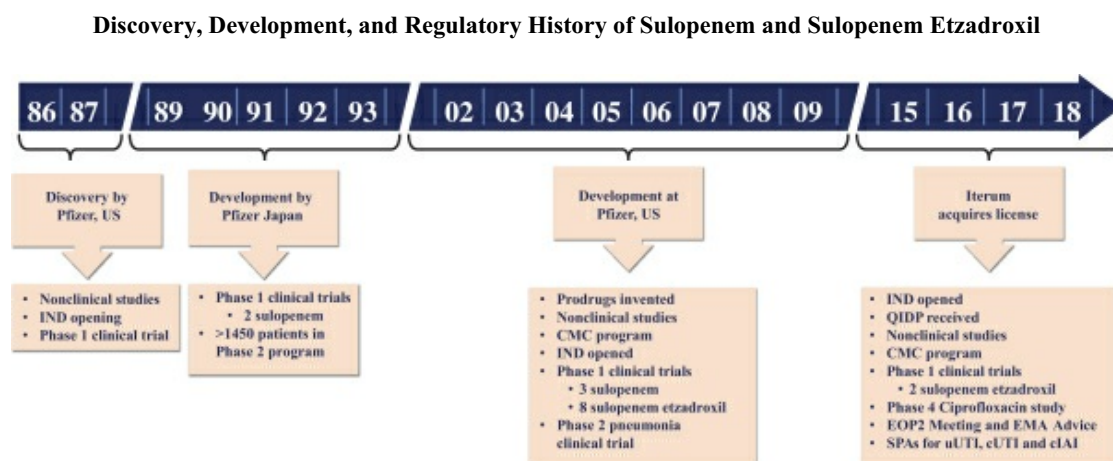 Discovery, Development, and Regulatory History of Sulopenem and Sulopenem Etzadroxil
86 87 89 90 91 92 93 02 03 04 05 06 07 08 09 15 16 17 18
Discovery by
Pfizer, US
• Nonclinical studies
• IND opening
• Phase 1 clinical trial
Development by
Pfizer Japan
• Phase 1 clinical trials
• 2 sulopenem
• >1450 patients in
Phase 2 program
Development at
Pfizer, US
• Prodrugs invented
• Nonclinical studies
• CMC program
• IND opened
• Phase 1 clinical trials
• 3 sulopenem
• 8 sulopenem etzadroxil
• Phase 2 pneumonia
clinical trial
Iterum
acquires license
• IND opened
• QIDP received
• Nonclinical studies
• CMC program
• Phase 1 clinical trials
• 2 sulopenem etzadroxil
• Phase 4 Ciprofloxacin study
• EOP2 Meeting and EMA Advice
• SPAs for uUTI, cUTI and cIAI